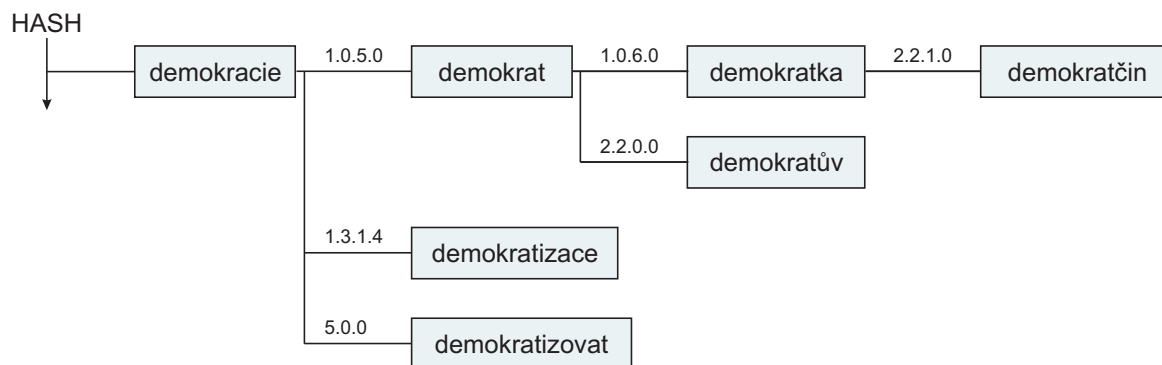 HASH
demokracie
1.0.5.0
demokrat
1.0.6.0
demokratka
2.2.1.0
demokratčin
2.2.0.0
demokratův
1.3.1.4
demokratizace
5.0.0
demokratizovat